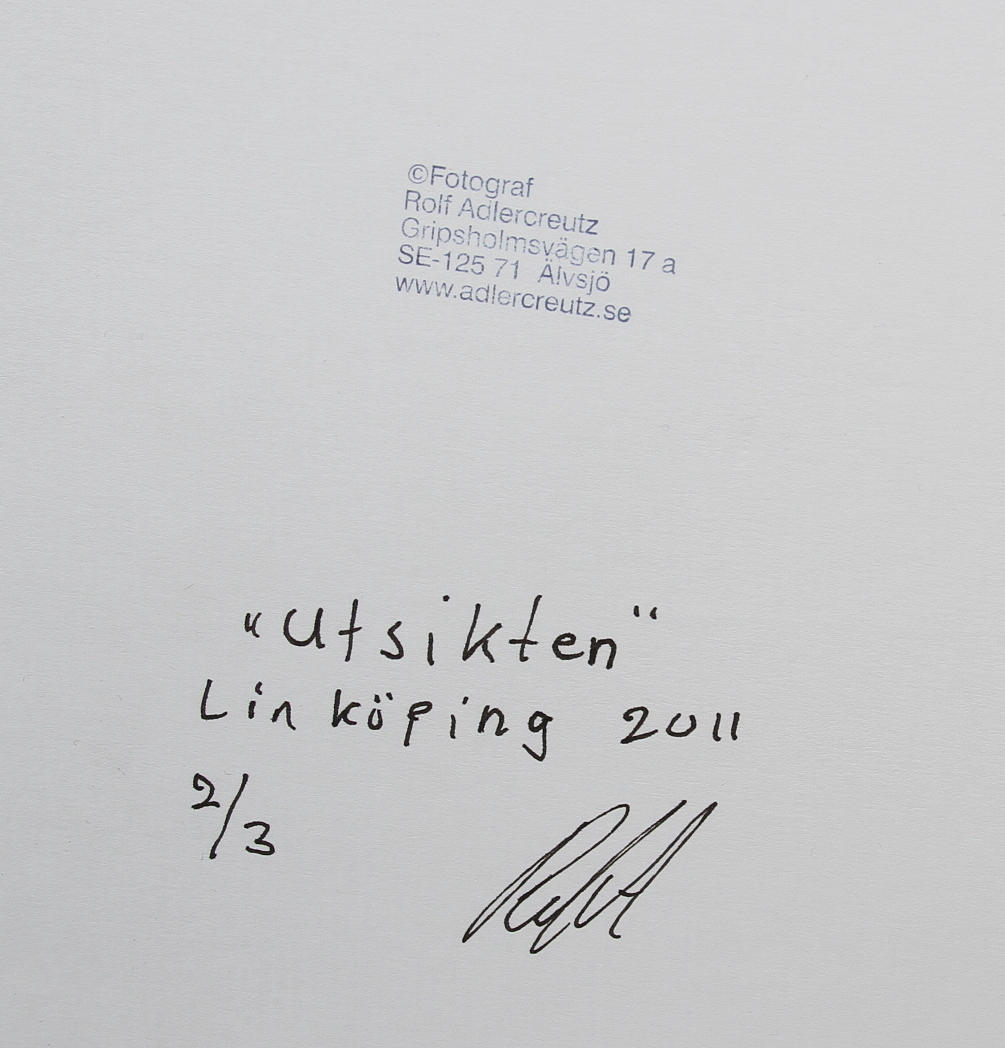 ©Fotograf
Rolf Adlercreutz
Gripsholmsvägen 17 a
SE-125 71 Älvsjö
www.adlercreutz.se
"Utsikten"
Linköping 2011
2/3